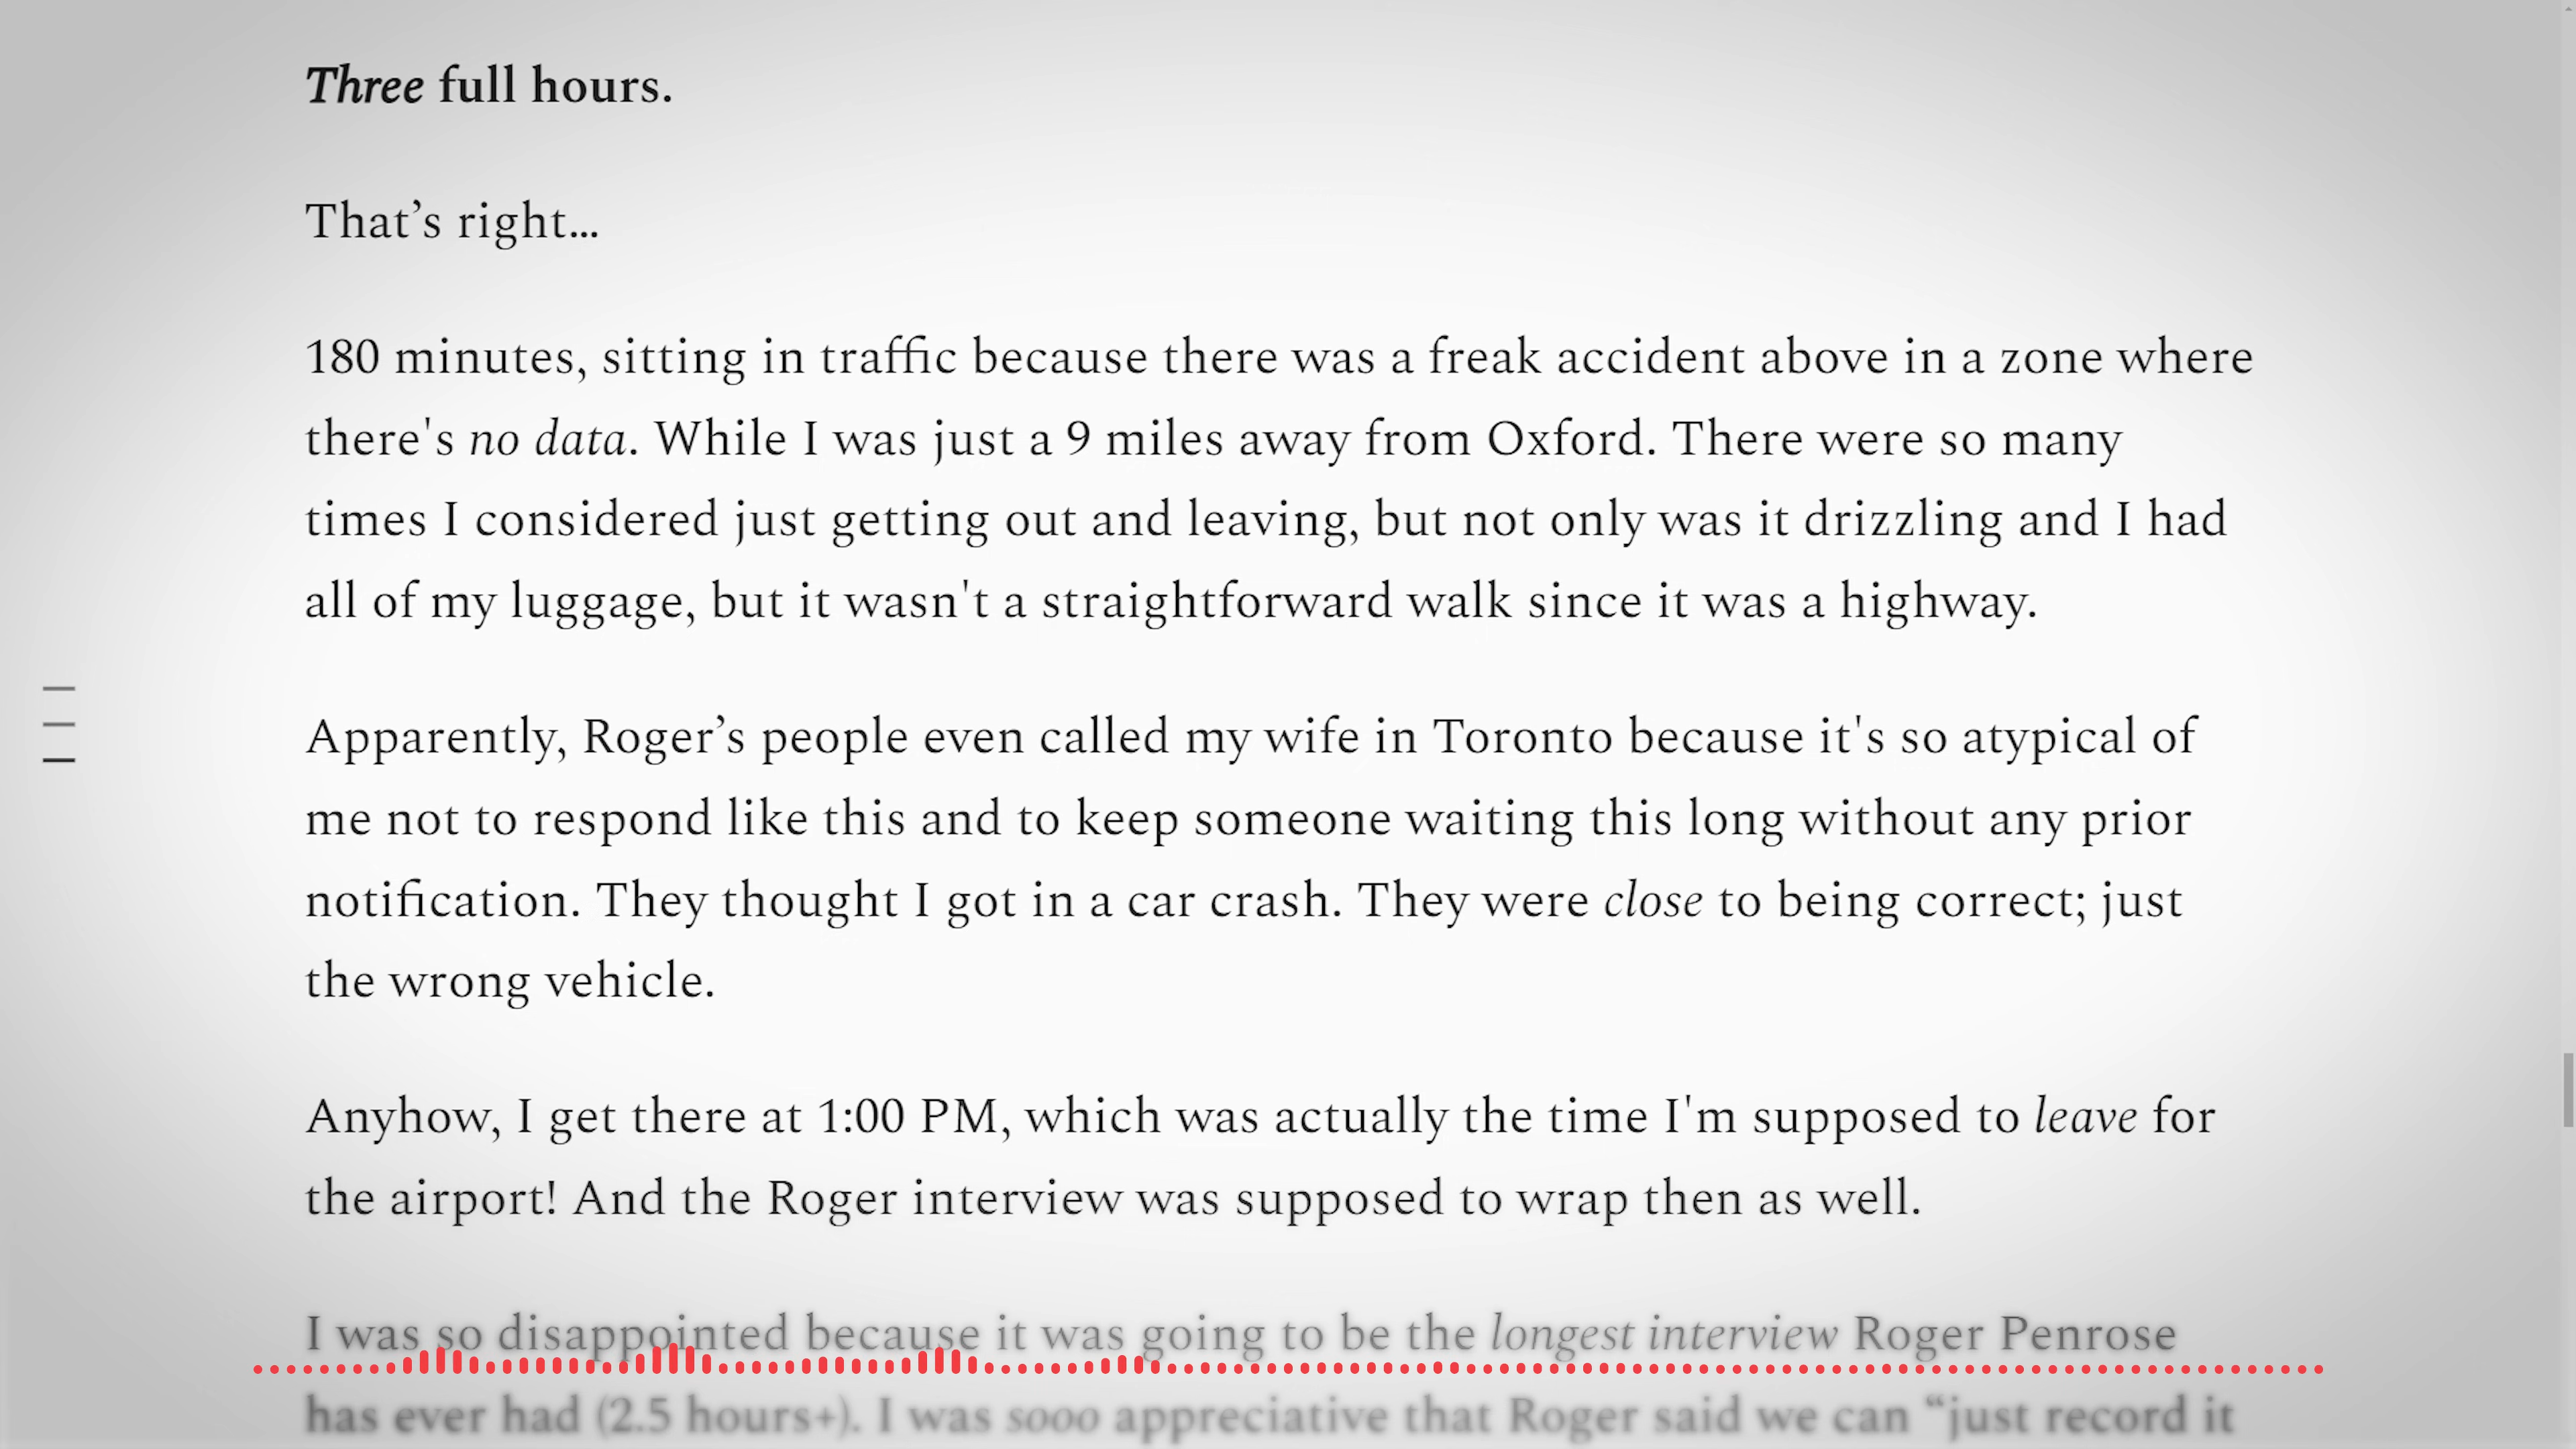 Three full hours.
That’s right…
180 minutes, sitting in traffic because there was a freak accident above in a zone where
there's no data. While I was just a 9 miles away from Oxford. There were so many
times I considered just getting out and leaving, but not only was it drizzling and I had
all of my luggage, but it wasn't a straightforward walk since it was a highway.
Apparently, Roger’s people even called my wife in Toronto because it's so atypical of
me not to respond like this and to keep someone waiting this long without any prior
notification. They thought I got in a car crash. They were close to being correct; just
the wrong vehicle.
Anyhow, I get there at 1:00 PM, which was actually the time I'm supposed to leave for
the airport! And the Roger interview was supposed to wrap then as well.
I was so disappointed because it was going to be the longest interview Roger Penrose
has ever had (2.5 hours+). I was sooo appreciative that Roger said we can “just record it